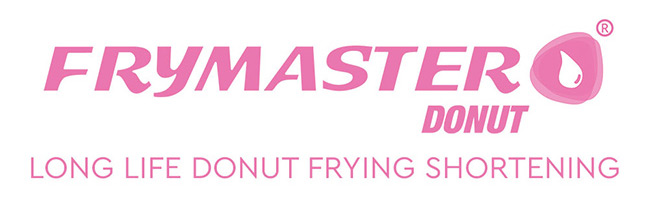 FRYMASTER®
DONUT
LONG LIFE DONUT FRYING SHORTENING